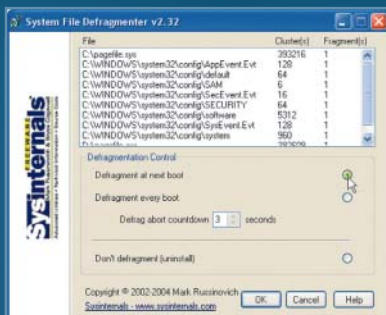 System File Defragmenter v2.32
File Cluster(s) Fragment(s)
C:\pagefile.sys 393216 1
C:\WINDOWS\system32\config\AppEvent.Evt 128 1
C:\WINDOWS\system32\config\default 64 1
C:\WINDOWS\system32\config\SAM 6 1
C:\WINDOWS\system32\config\SecEvent.Evt 16 1
C:\WINDOWS\system32\config\SECURITY 64 1
C:\WINDOWS\system32\config\software 5312 1
C:\WINDOWS\system32\config\SysEvent.Evt 128 1
C:\WINDOWS\system32\config\system 960 1
FREEWARE
Sysinternals
Defragmentation Control
Defragment at next boot
Defragment every boot
Defrag abort countdown 3 seconds
Don't defragment (uninstall)
Copyright © 2002-2004 Mark Russinovich
Sysinternals - www.sysinternals.com
OK Cancel Help